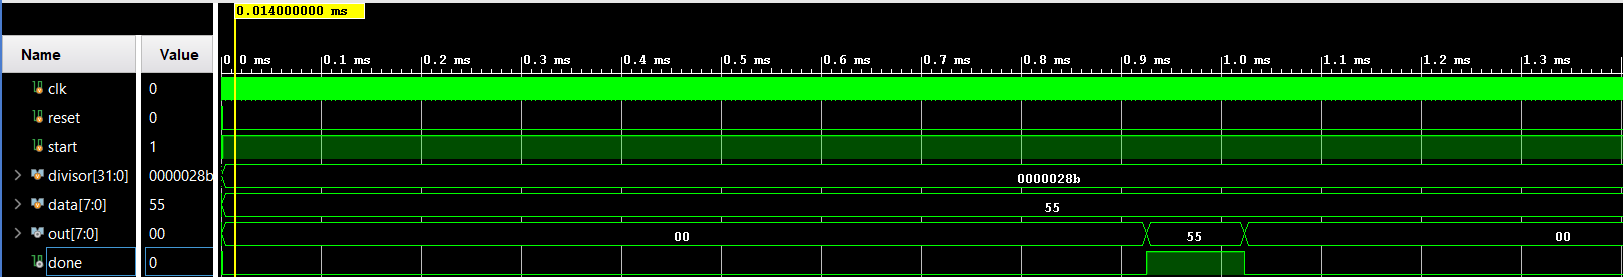 0.014000000 ms
Name Value
0.0 ms 0.1 ms 0.2 ms 0.3 ms 0.4 ms 0.5 ms 0.6 ms 0.7 ms 0.8 ms 0.9 ms 1.0 ms 1.1 ms 1.2 ms 1.3 ms
clk 0
reset 0
start 1
divisor[31:0] 0000028b 0000028b
data[7:0] 55 55
out[7:0] 00 00 55 00
done 0